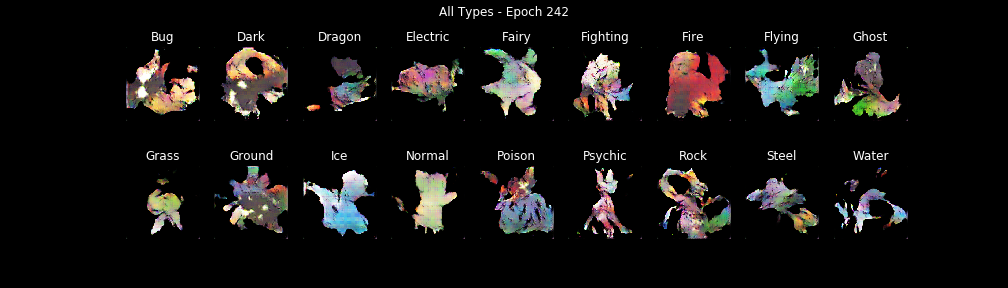 All Types - Epoch 242
Bug Dark Dragon Electric Fairy Fighting Fire Flying Ghost
Grass Ground Ice Normal Poison Psychic Rock Steel Water